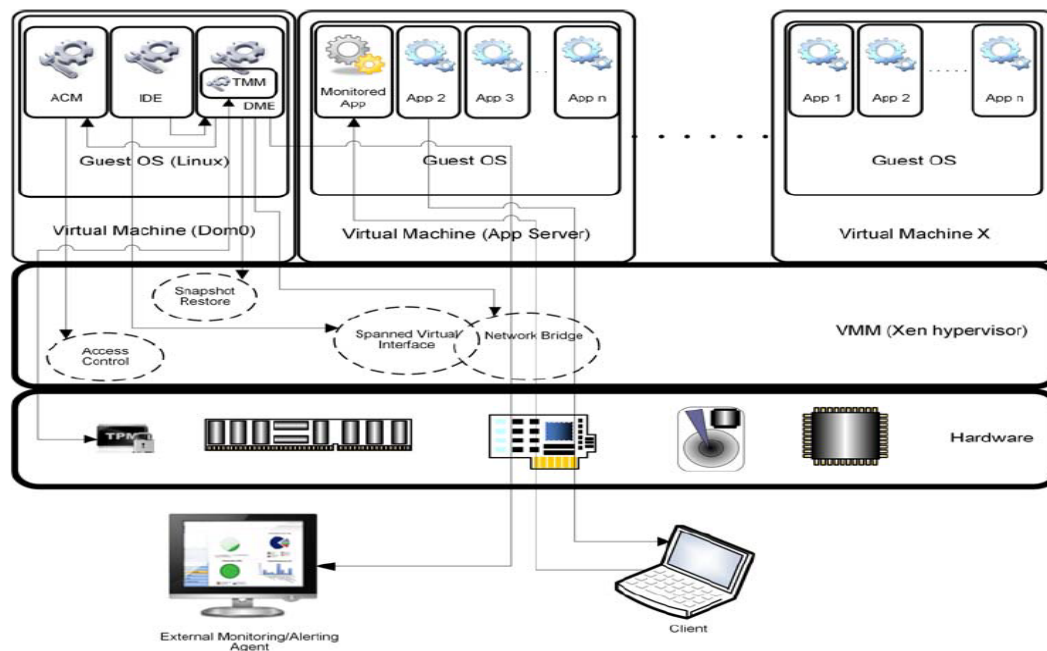 ACM
IDE
TMM
DME
Guest OS (Linux)
Virtual Machine (Dom0)
Monitored
App
App 2
App 3
App n
Guest OS
Virtual Machine (App Server)
App 1
App 2
App n
Guest OS
Virtual Machine X
Snapshot
Restore
Access
Control
Spanned Virtual
Interface
Network Bridge
VMM (Xen hypervisor)
TPM
Hardware
External Monitoring/Alerting
Agent
Client